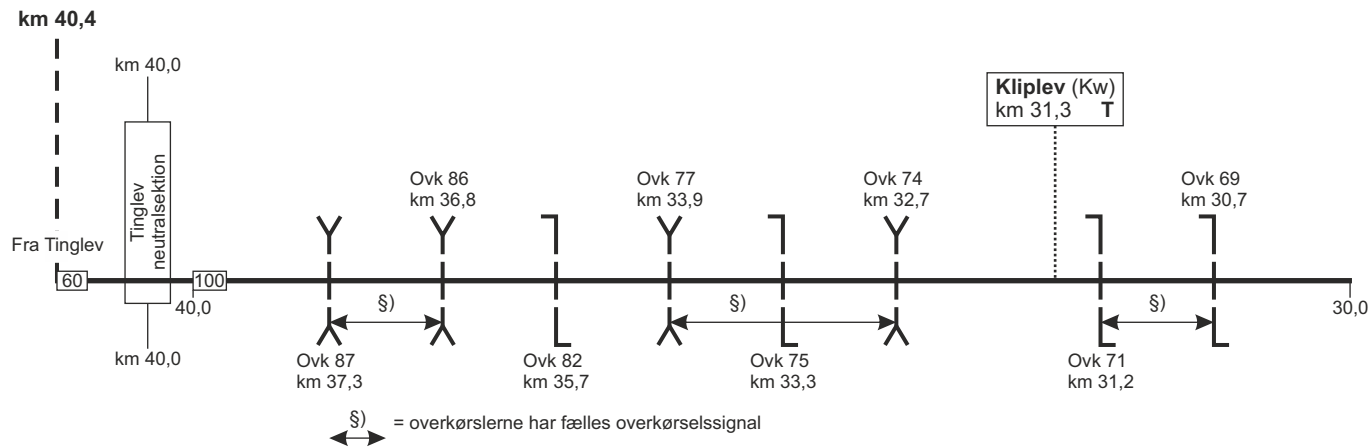 km 40,4
km 40,0
Tinglev
neutralsektion
Fra Tinglev
60
100
40,0
km 40,0
Ovk 87
km 37,3
Ovk 86
km 36,8
Ovk 82
km 35,7
Ovk 77
km 33,9
Ovk 75
km 33,3
Ovk 74
km 32,7
Kliplev (Kw)
km 31,3 T
Ovk 71
km 31,2
Ovk 69
km 30,7
30,0
§)
§)
§)
§) = overkørslerne har fælles overkørselssignal